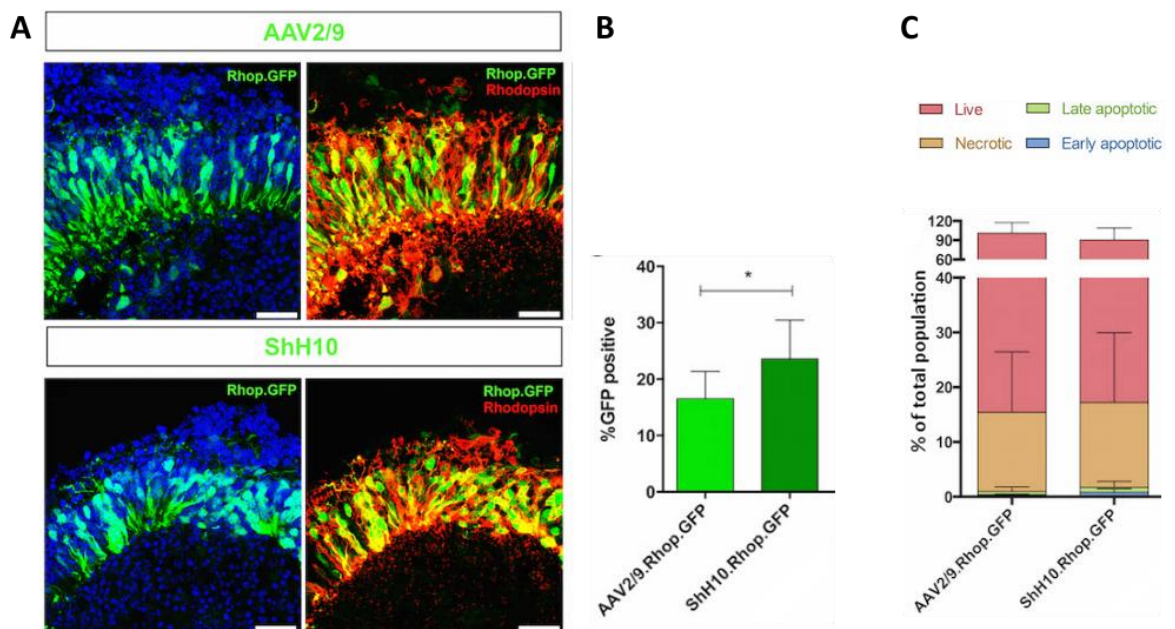 A
AAV2/9
Rhop.GFP
Rhop.GFP
Rhodopsin
ShH10
Rhop.GFP
Rhop.GFP
Rhodopsin
B
%GFP positive
40
30
20
10
0
*
AAV2/9.Rhop.GFP
ShH10.Rhop.GFP
C
Live
Late apoptotic
Necrotic
Early apoptotic
% of total population
120
90
60
40
30
20
10
0
AAV2/9.Rhop.GFP
ShH10.Rhop.GFP